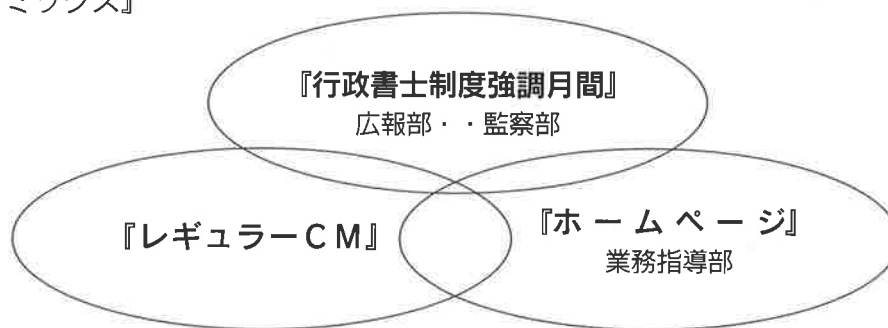 ミックス』
『行政書士制度強調月間』
広報部・・監察部
『レギュラーCM』
『ホームページ』
業務指導部